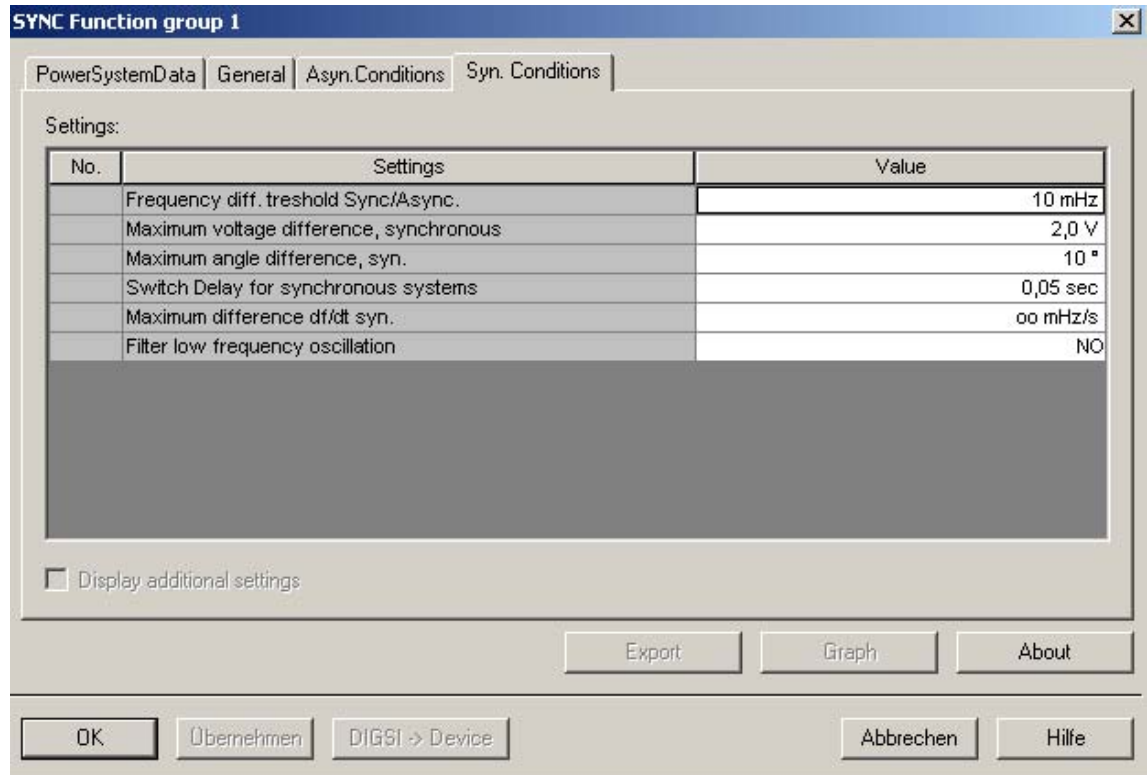 SYNC Function group 1
PowerSystemData General Asyn.Conditions Syn. Conditions
Settings:
No. Settings Value
Frequency diff. treshold Sync/Async. 10 mHz
Maximum voltage difference, synchronous 2,0 V
Maximum angle difference, syn. 10 °
Switch Delay for synchronous systems 0,05 sec
Maximum difference df/dt syn. oo mHz/s
Filter low frequency oscillation NO
Display additional settings
Export Graph About
OK Übernehmen DIGSI -> Device Abbrechen Hilfe